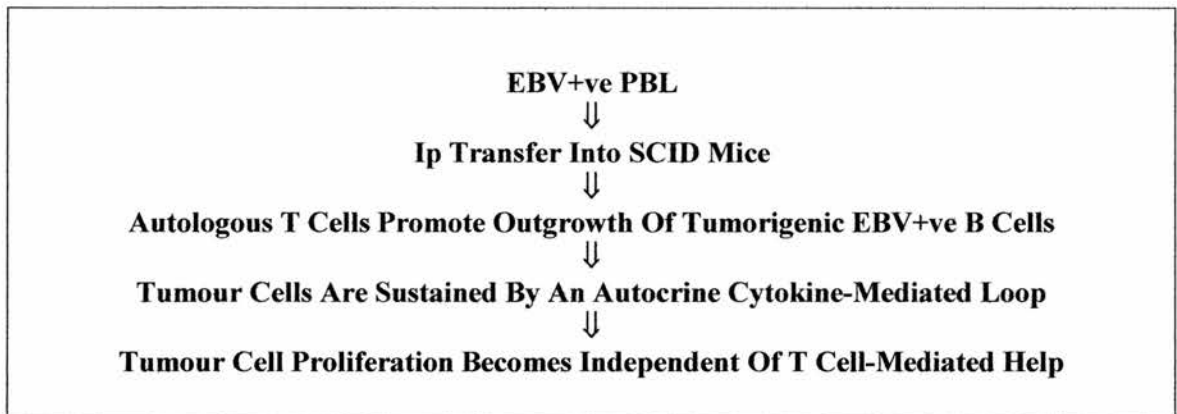 EBV+ve PBL
⇓
Ip Transfer Into SCID Mice
⇓
Autologous T Cells Promote Outgrowth Of Tumorigenic EBV+ve B Cells
⇓
Tumour Cells Are Sustained By An Autocrine Cytokine-Mediated Loop
⇓
Tumour Cell Proliferation Becomes Independent Of T Cell-Mediated Help